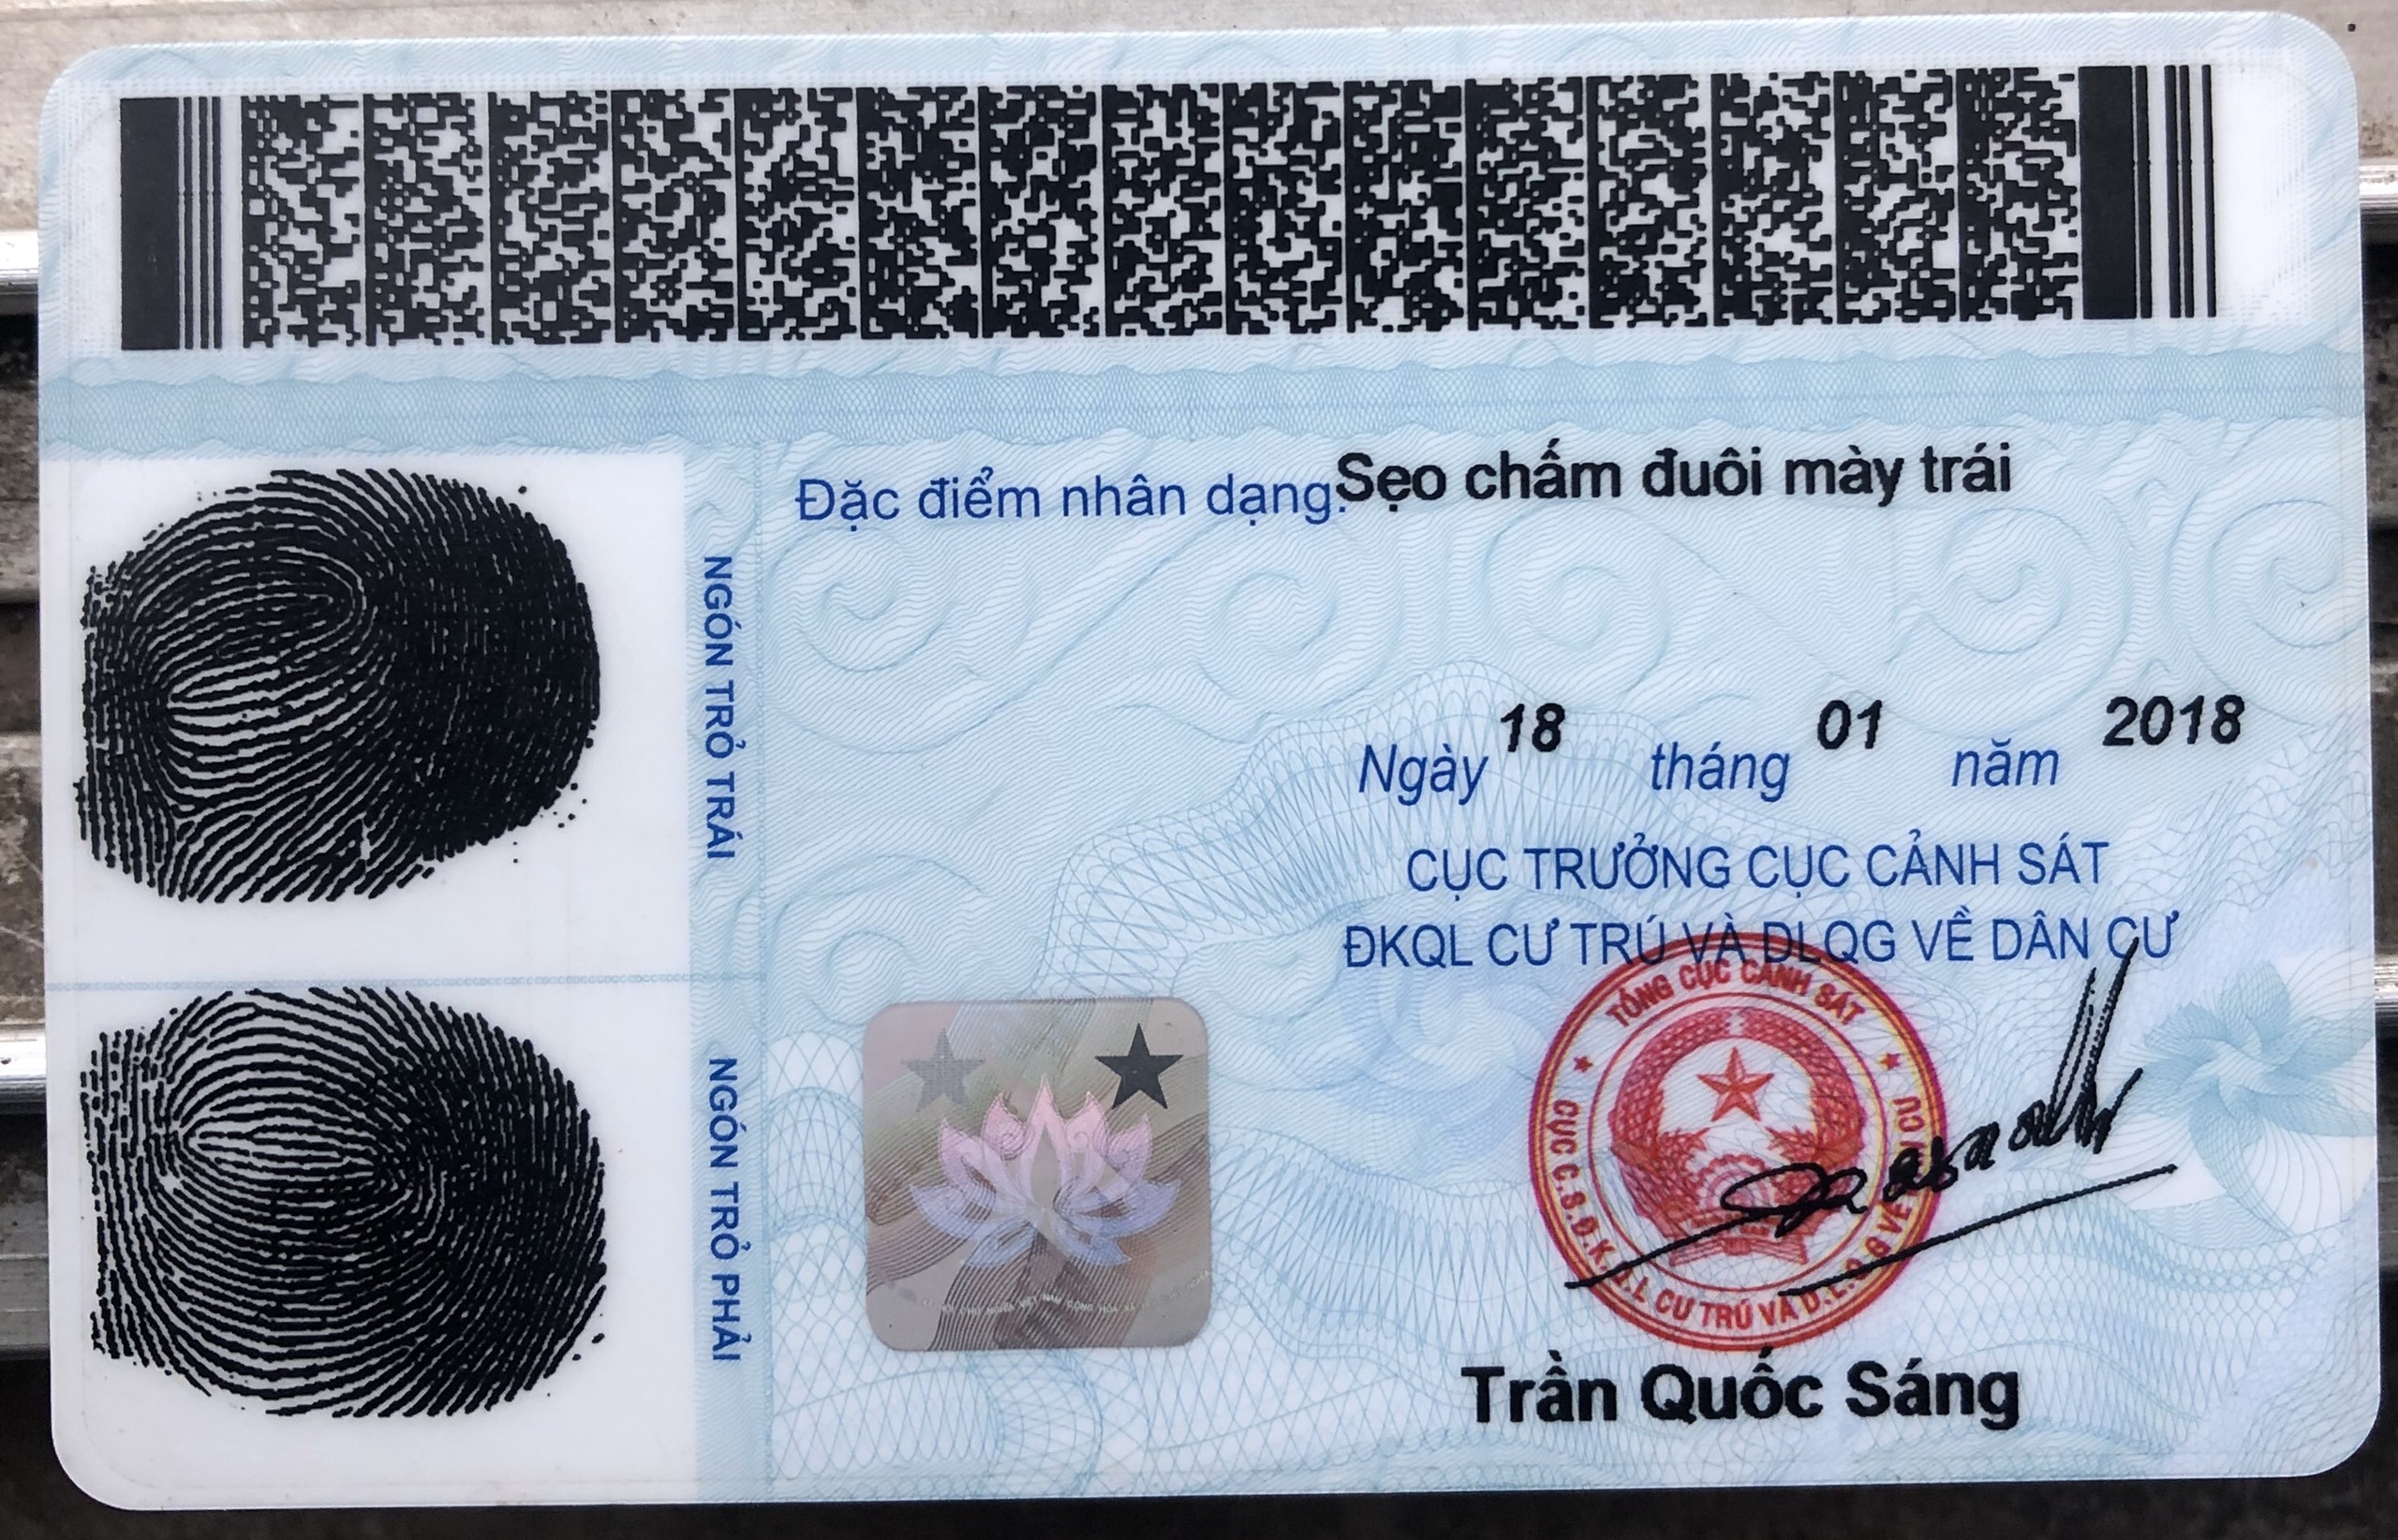 Đặc điểm nhân dạng: Sẹo chấm đuôi mày trái
NGÓN TRỎ TRÁI
Ngày 18 tháng 01 năm 2018
CỤC TRƯỞNG CỤC CẢNH SÁT
ĐKQL CƯ TRÚ VÀ DLQG VỀ DÂN CƯ
NGÓN TRỎ PHẢI
TỔNG CỤC CẢNH SÁT
CỤC C.S.Đ.K.Q.L CƯ TRÚ VÀ D.L.Q.G VỀ CƯ
Trần Quốc Sáng